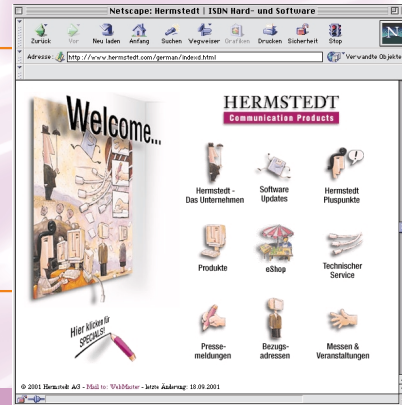 Netscape: Hermstedt | ISDN Hard- und Software
Zurück Vor Neu laden Anfang Suchen Wegweiser Grafiken Drucken Sicherheit Stop N
Adresse: http://www.hermstedt.com/german/indexd.html Verwandte Objekte
Welcome...
HERMSTEDT
Communication Products
Hermstedt -
Das Unternehmen
Software
Updates
Hermstedt
Pluspunkte
Produkte
eShop
Technischer
Service
Hier klicken für
SPECIALS!
Presse-
meldungen
Bezugs-
adressen
Messen &
Veranstaltungen
© 2001 Hermstedt AG - Mail to: WebMaster - letzte Änderung: 18.09.2001